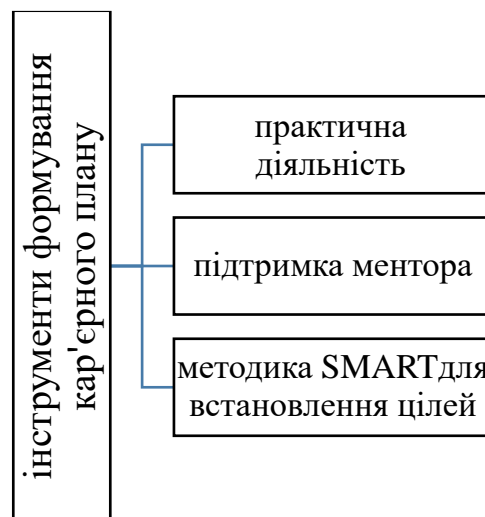 інструменти формування
кар'єрного плану
практична
діяльність
підтримка ментора
методика SMARTдля
встановлення цілей